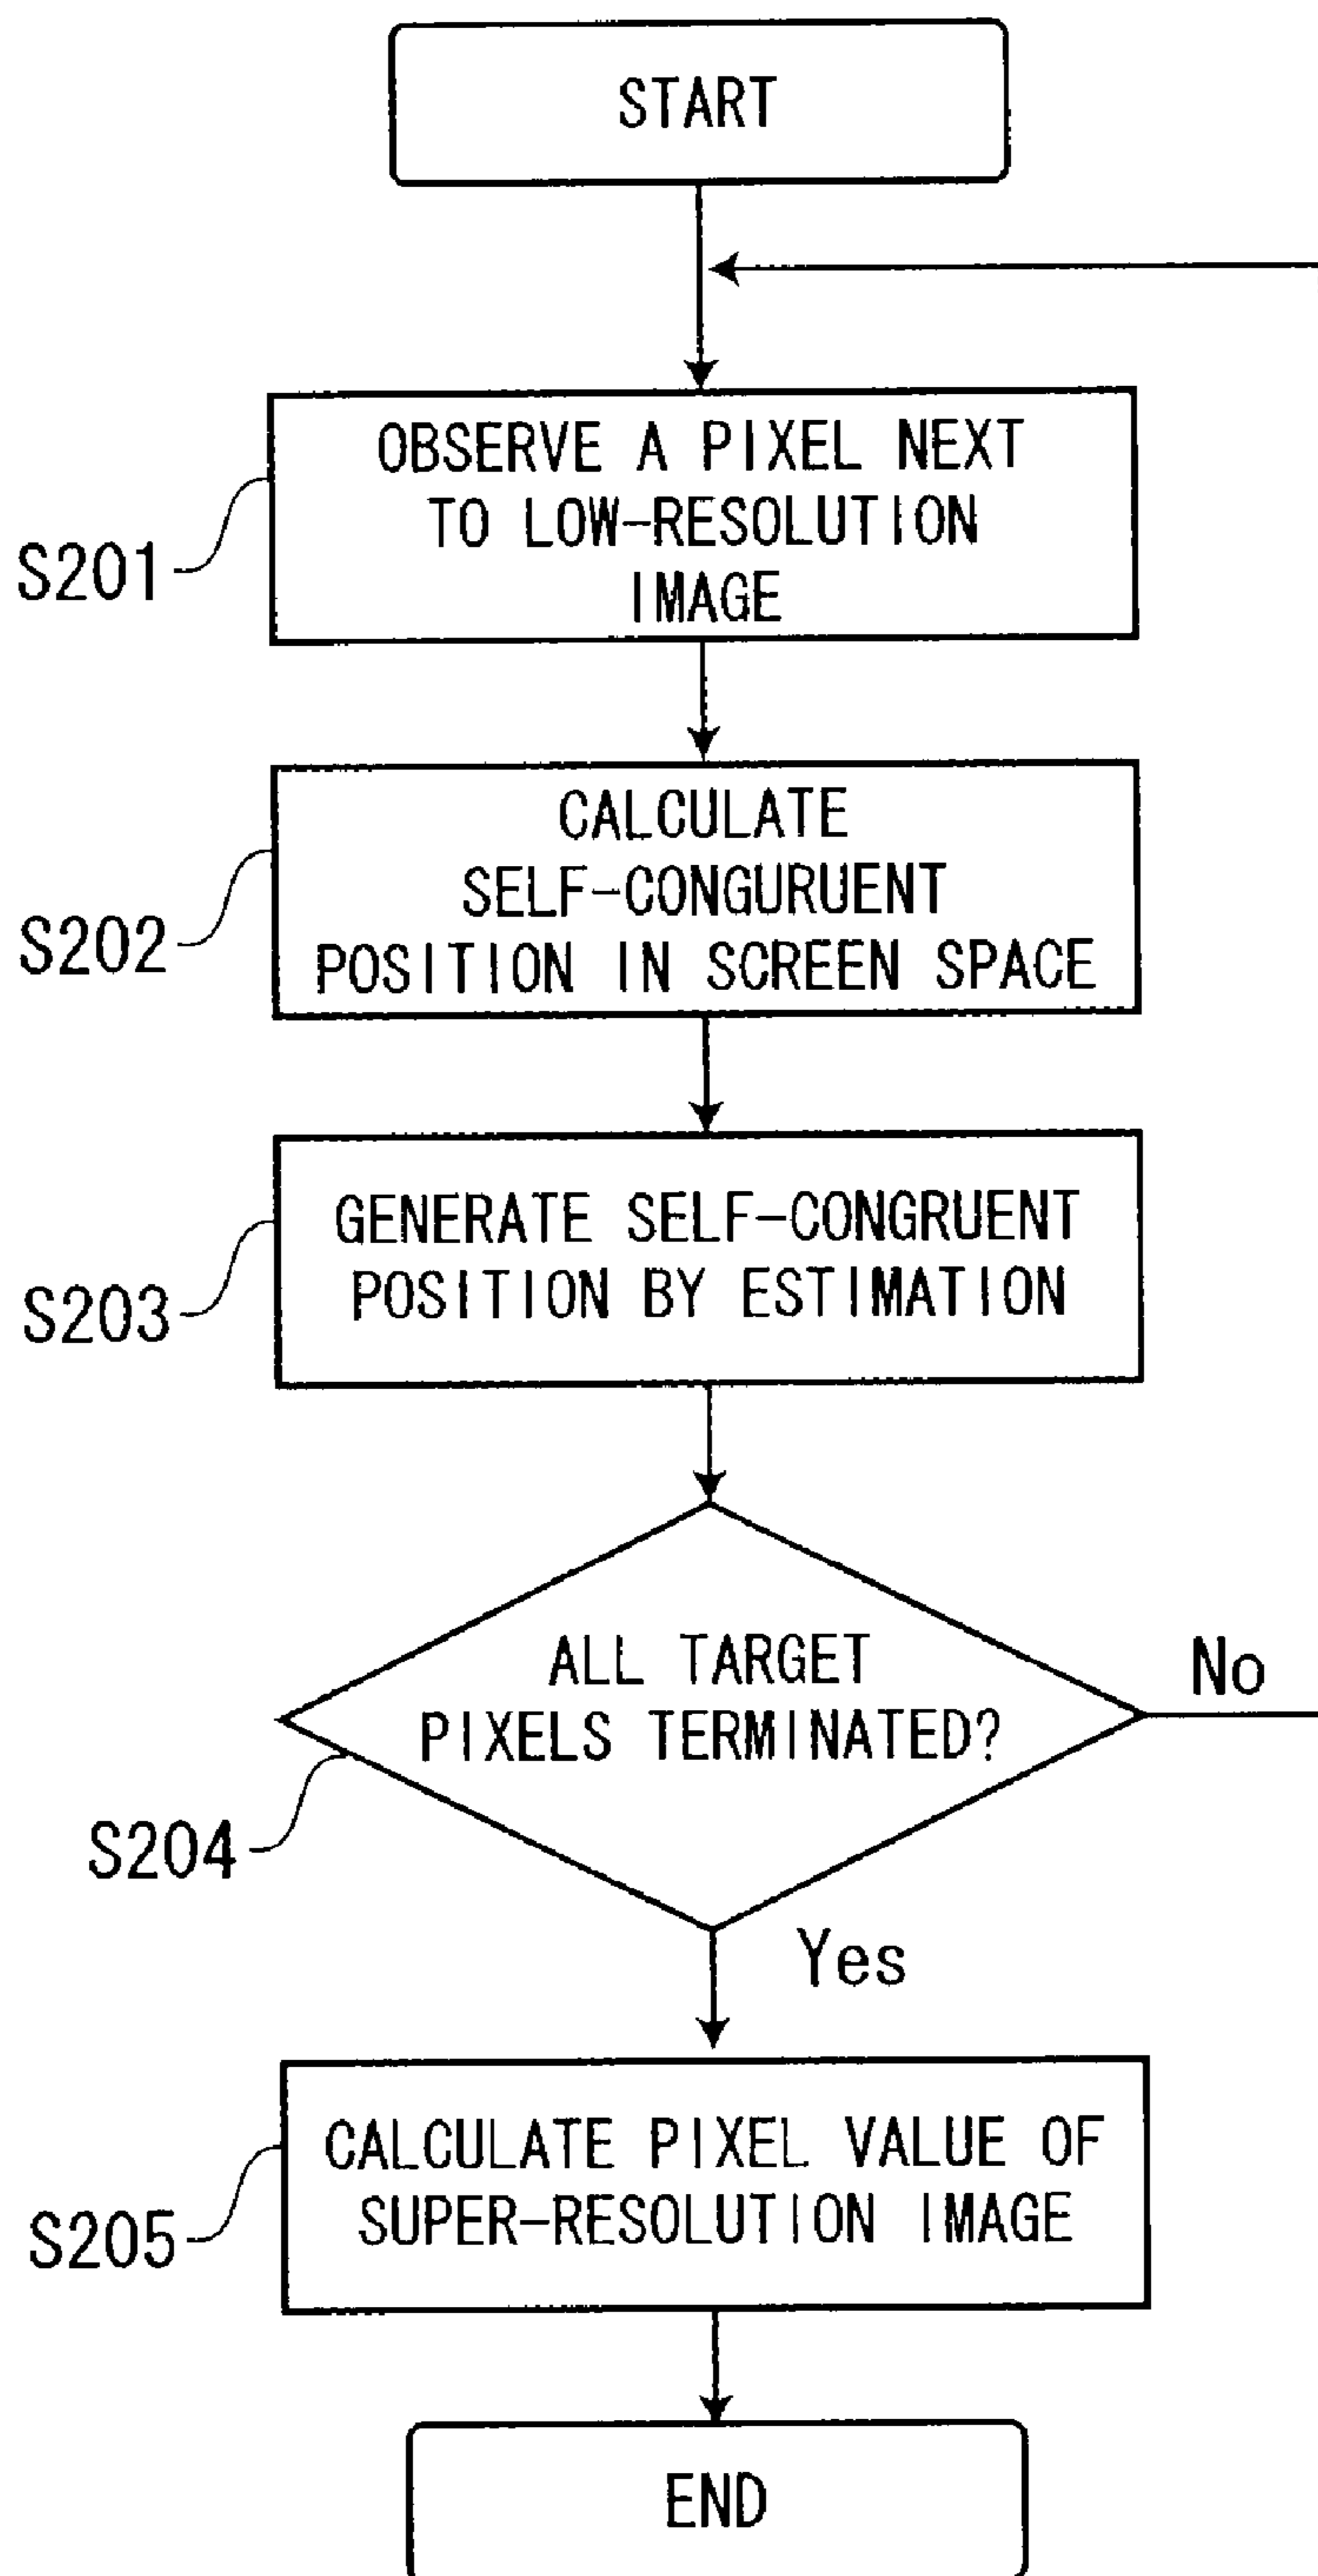 START
OBSERVE A PIXEL NEXT
TO LOW-RESOLUTION
IMAGE
S201
CALCULATE
SELF-CONGURUENT
POSITION IN SCREEN SPACE
S202
GENERATE SELF-CONGRUENT
POSITION BY ESTIMATION
S203
ALL TARGET
PIXELS TERMINATED?
No
S204
Yes
CALCULATE PIXEL VALUE OF
SUPER-RESOLUTION IMAGE
S205
END